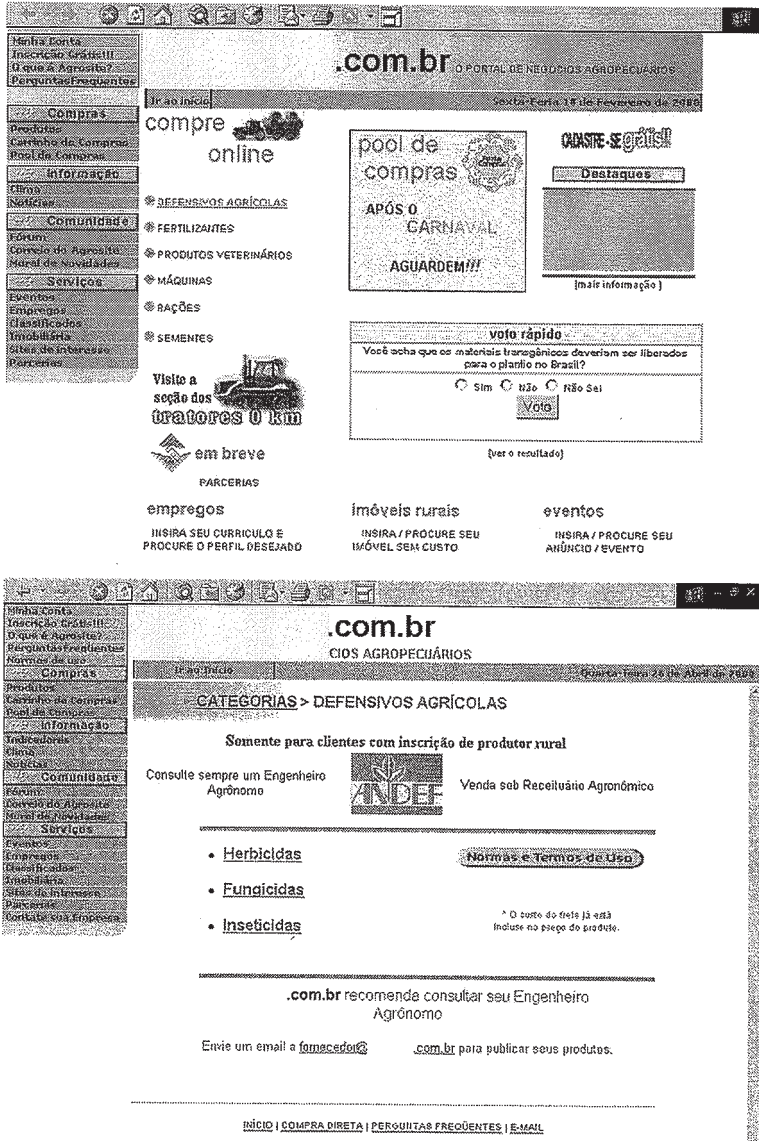 Minha Conta
Inscrição Grátis!!!
O que é Agrosite?
Perguntas Frequentes
.com.br O PORTAL DE NEGÓCIOS AGROPECUÁRIOS
Ir ao início
Sexta-Feria 18 de Fevereiro de 2000
Compras
Produtos
Carrinho de Compras
Pool de Compras
Informação
Clima
Notícias
Comunidade
Fórum
Correio do Agrosite
Mural de Novidades
Serviços
Eventos
Empregos
Classificados
Imobiliária
Sites de Interesse
Parcerias
compre
online
DEFENSIVOS AGRÍCOLAS
FERTILIZANTES
PRODUTOS VETERINÁRIOS
MÁQUINAS
RAÇÕES
SEMENTES
Visite a
seção dos
tratores 0 km
em breve
PARCERIAS
pool de
compras
APÓS O
CARNAVAL
AGUARDEM!!!
CADASTRE-SE grátis!!
Destaques
[mais informação ]
voto rápido
Você acha que os materiais transgênicos deveriam ser liberados
para o plantio no Brasil?
Sim Não Não Sei
Voto
[ver o resultado]
empregos
INSIRA SEU CURRICULO E
PROCURE O PERFIL DESEJADO
imóveis rurais
INSIRA / PROCURE SEU
IMÓVEL SEM CUSTO
eventos
INSIRA / PROCURE SEU
ANÚNCIO / EVENTO
Minha Conta
Inscrição Grátis!!!
O que é Agrosite?
Perguntas Freqüentes
Normas de uso
Compras
Produtos
Carrinho de Compras
Pool de Compras
Informação
Indicadores
Clima
Notícias
Comunidade
Fórum
Correio do Agrosite
Mural de Novidades
Serviços
Eventos
Empregos
Classificados
Imobiliária
Sites de Interesse
Parcerias
Contate sua Empresa
.com.br
CIOS AGROPECUÁRIOS
Ir ao Início
Quarta-feira 26 de Abril de 2000
CATEGORIAS > DEFENSIVOS AGRÍCOLAS
Somente para clientes com inscrição de produtor rural
Consulte sempre um Engenheiro
Agrônomo
ANDEF
Venda sob Receituário Agronômico
• Herbicidas
• Fungicidas
• Inseticidas
Normas e Termos de Uso
* O custo do frete já está
incluso no preço do produto.
.com.br recomenda consultar seu Engenheiro
Agrônomo
Envie um email a fornecedor@ .com.br para publicar seus produtos.
INÍCIO | COMPRA DIRETA | PERGUNTAS FREQÜENTES | E-MAIL